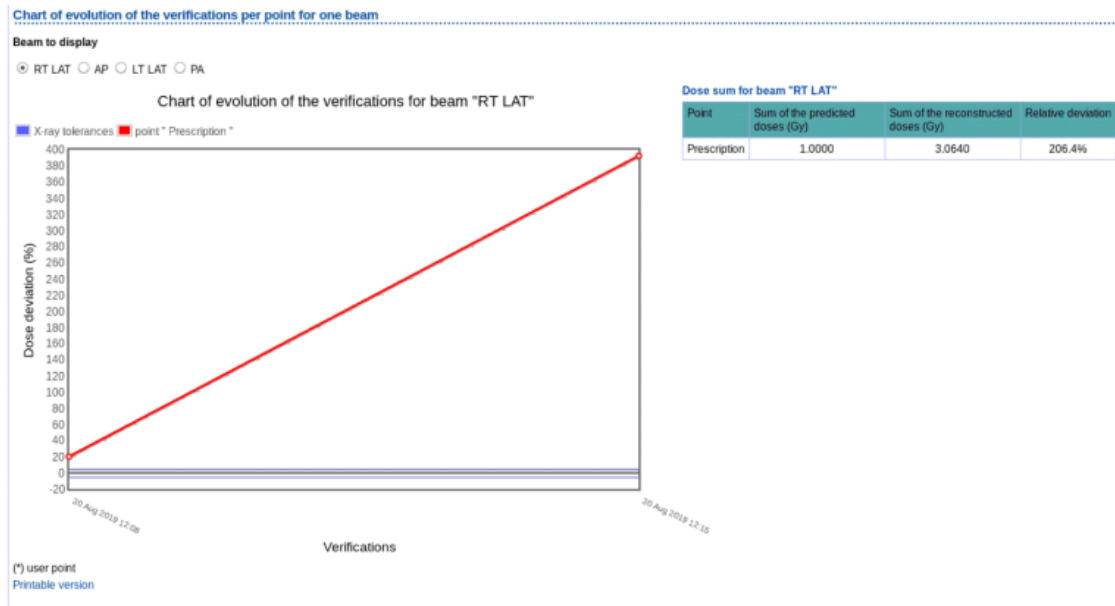 Chart of evolution of the verifications per point for one beam
Beam to display
RT LAT AP LT LAT PA
Chart of evolution of the verifications for beam "RT LAT"
X-ray tolerances point " Prescription "
400
380
360
340
320
300
280
260
240
220
200
180
160
140
120
100
80
60
40
20
0
-20
Dose deviation (%)
20 Aug 2019 12:15
Verifications
(*) user point
Printable version
Dose sum for beam "RT LAT"
Point Sum of the predicted doses (Gy) Sum of the reconstructed doses (Gy) Relative deviation
Prescription 1.0000 3.0640 206.4%